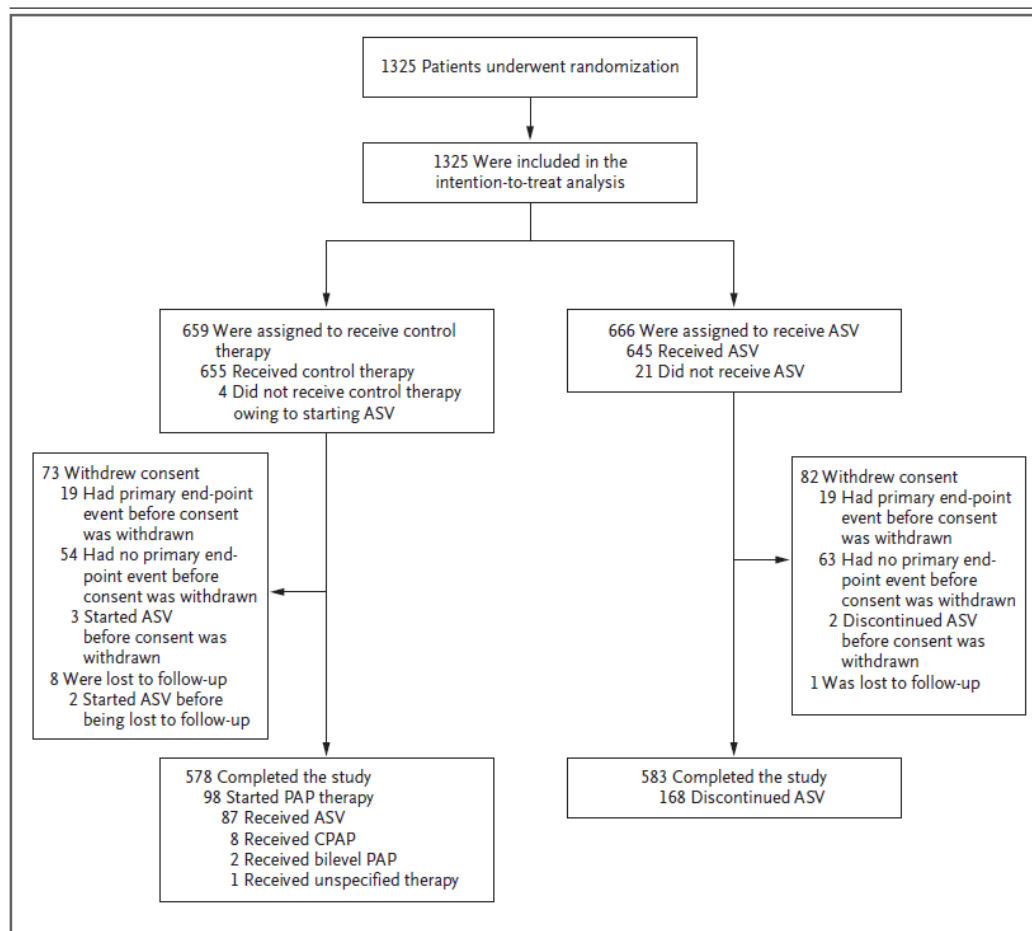 1325 Patients underwent randomization
1325 Were included in the
intention-to-treat analysis
659 Were assigned to receive control
therapy
655 Received control therapy
4 Did not receive control therapy
owing to starting ASV
666 Were assigned to receive ASV
645 Received ASV
21 Did not receive ASV
73 Withdrew consent
19 Had primary end-point
event before consent
was withdrawn
54 Had no primary end-
point event before
consent was withdrawn
3 Started ASV
before consent was
withdrawn
8 Were lost to follow-up
2 Started ASV before
being lost to follow-up
82 Withdrew consent
19 Had primary end-point
event before consent
was withdrawn
63 Had no primary end-
point event before
consent was withdrawn
2 Discontinued ASV
before consent was
withdrawn
1 Was lost to follow-up
578 Completed the study
98 Started PAP therapy
87 Received ASV
8 Received CPAP
2 Received bilevel PAP
1 Received unspecified therapy
583 Completed the study
168 Discontinued ASV